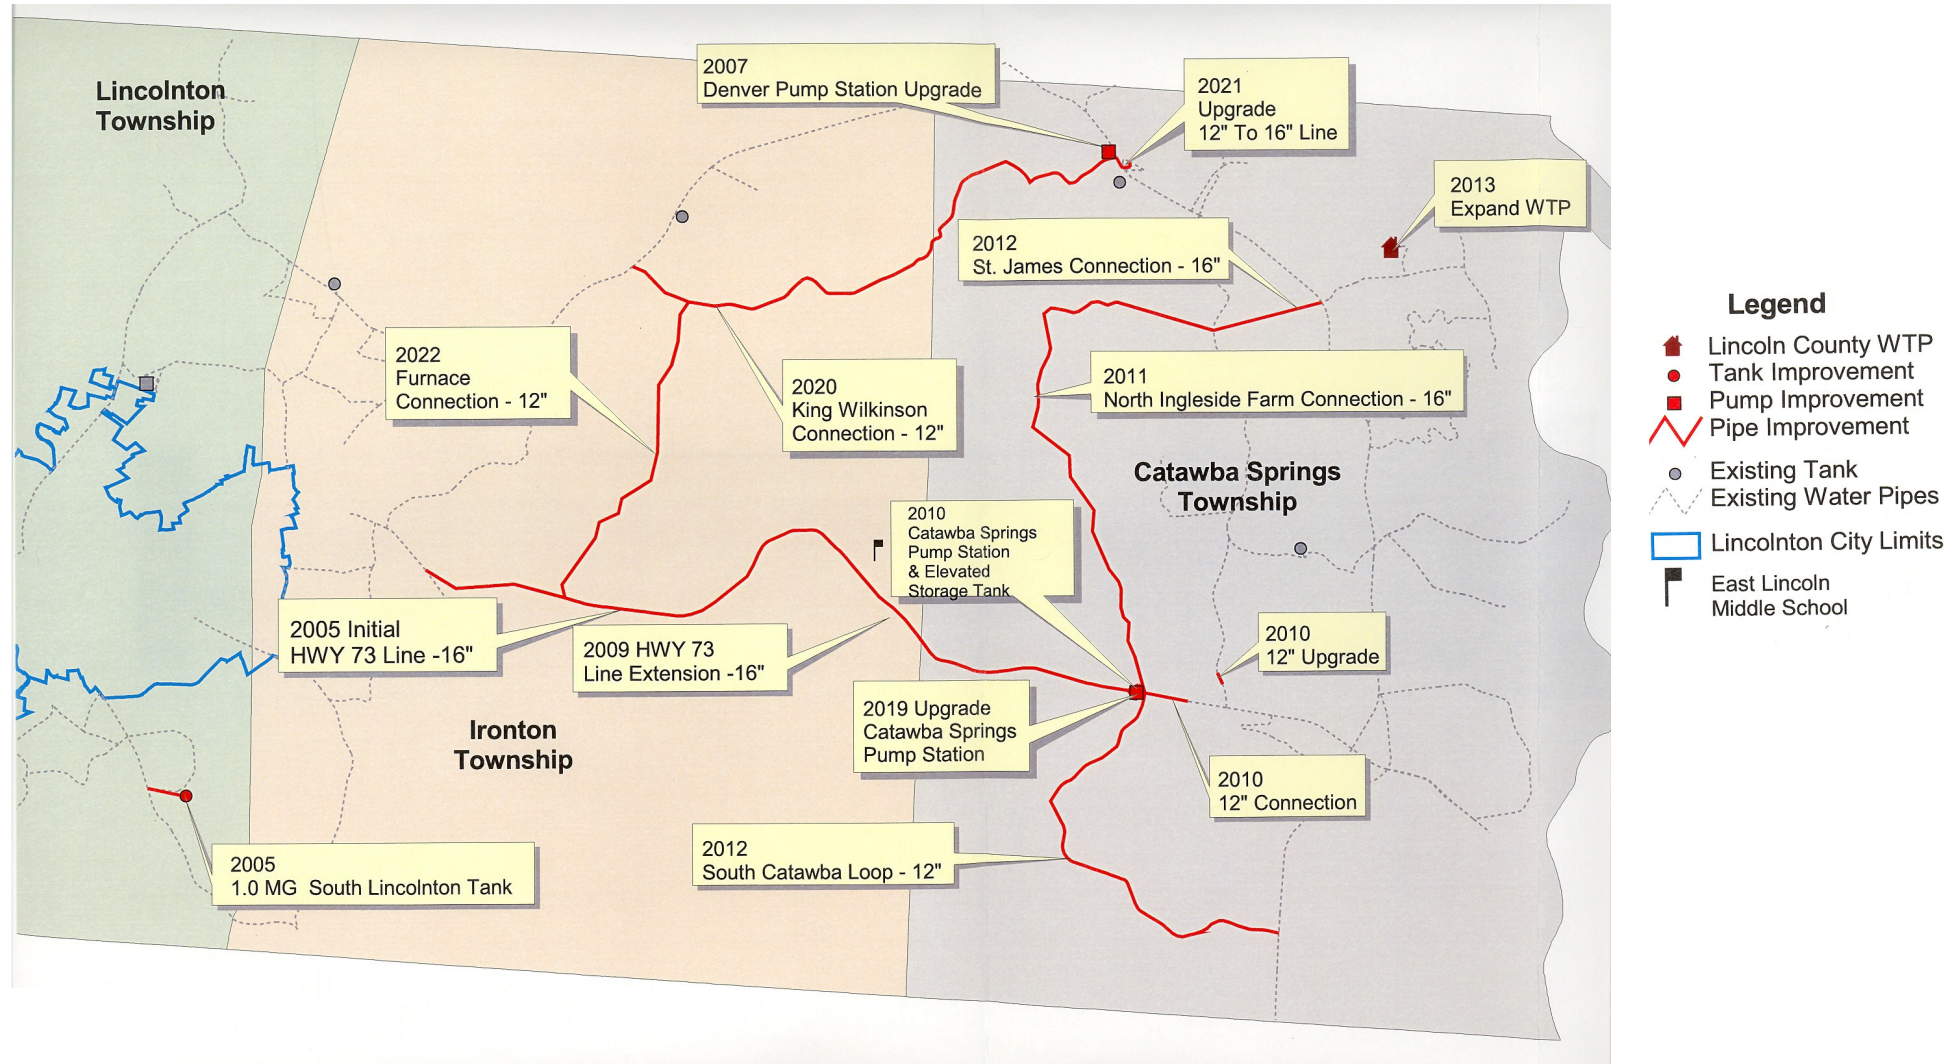 Lincolnton
Township
2007
Denver Pump Station Upgrade
2021
Upgrade
12" To 16" Line
2013
Expand WTP
2012
St. James Connection - 16"
2022
Furnace
Connection - 12"
2020
King Wilkinson
Connection - 12"
2011
North Ingleside Farm Connection - 16"
Catawba Springs
Township
2010
Catawba Springs
Pump Station
& Elevated
Storage Tank
2005 Initial
HWY 73 Line -16"
2009 HWY 73
Line Extension -16"
2010
12" Upgrade
2019 Upgrade
Catawba Springs
Pump Station
Ironton
Township
2010
12" Connection
2012
South Catawba Loop - 12"
2005
1.0 MG  South Lincolnton Tank
Legend
Lincoln County WTP
Tank Improvement
Pump Improvement
Pipe Improvement
Existing Tank
Existing Water Pipes
Lincolnton City Limits
East Lincoln
Middle School